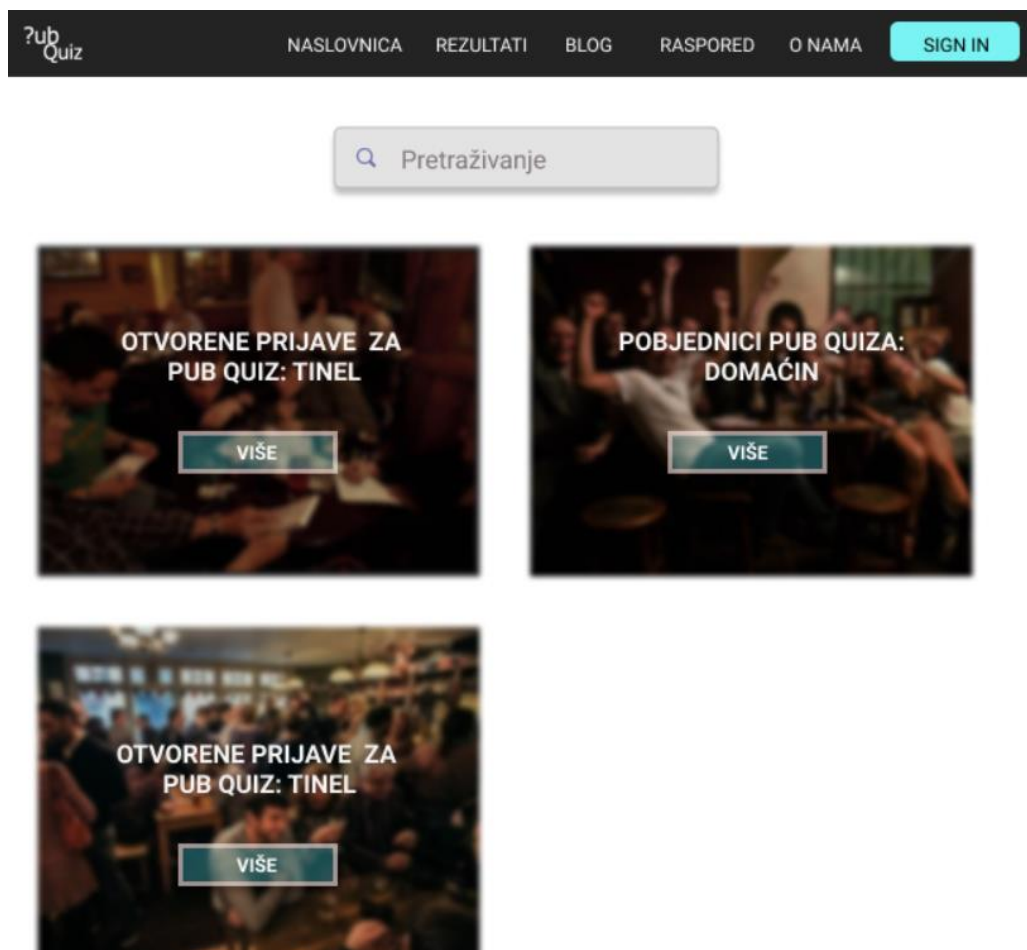 ?ub
Quiz
NASLOVNICA REZULTATI BLOG RASPORED O NAMA SIGN IN
Pretraživanje
OTVORENE PRIJAVE ZA
PUB QUIZ: TINEL
VIŠE
POBJEDNICI PUB QUIZA:
DOMAĆIN
VIŠE
OTVORENE PRIJAVE ZA
PUB QUIZ: TINEL
VIŠE